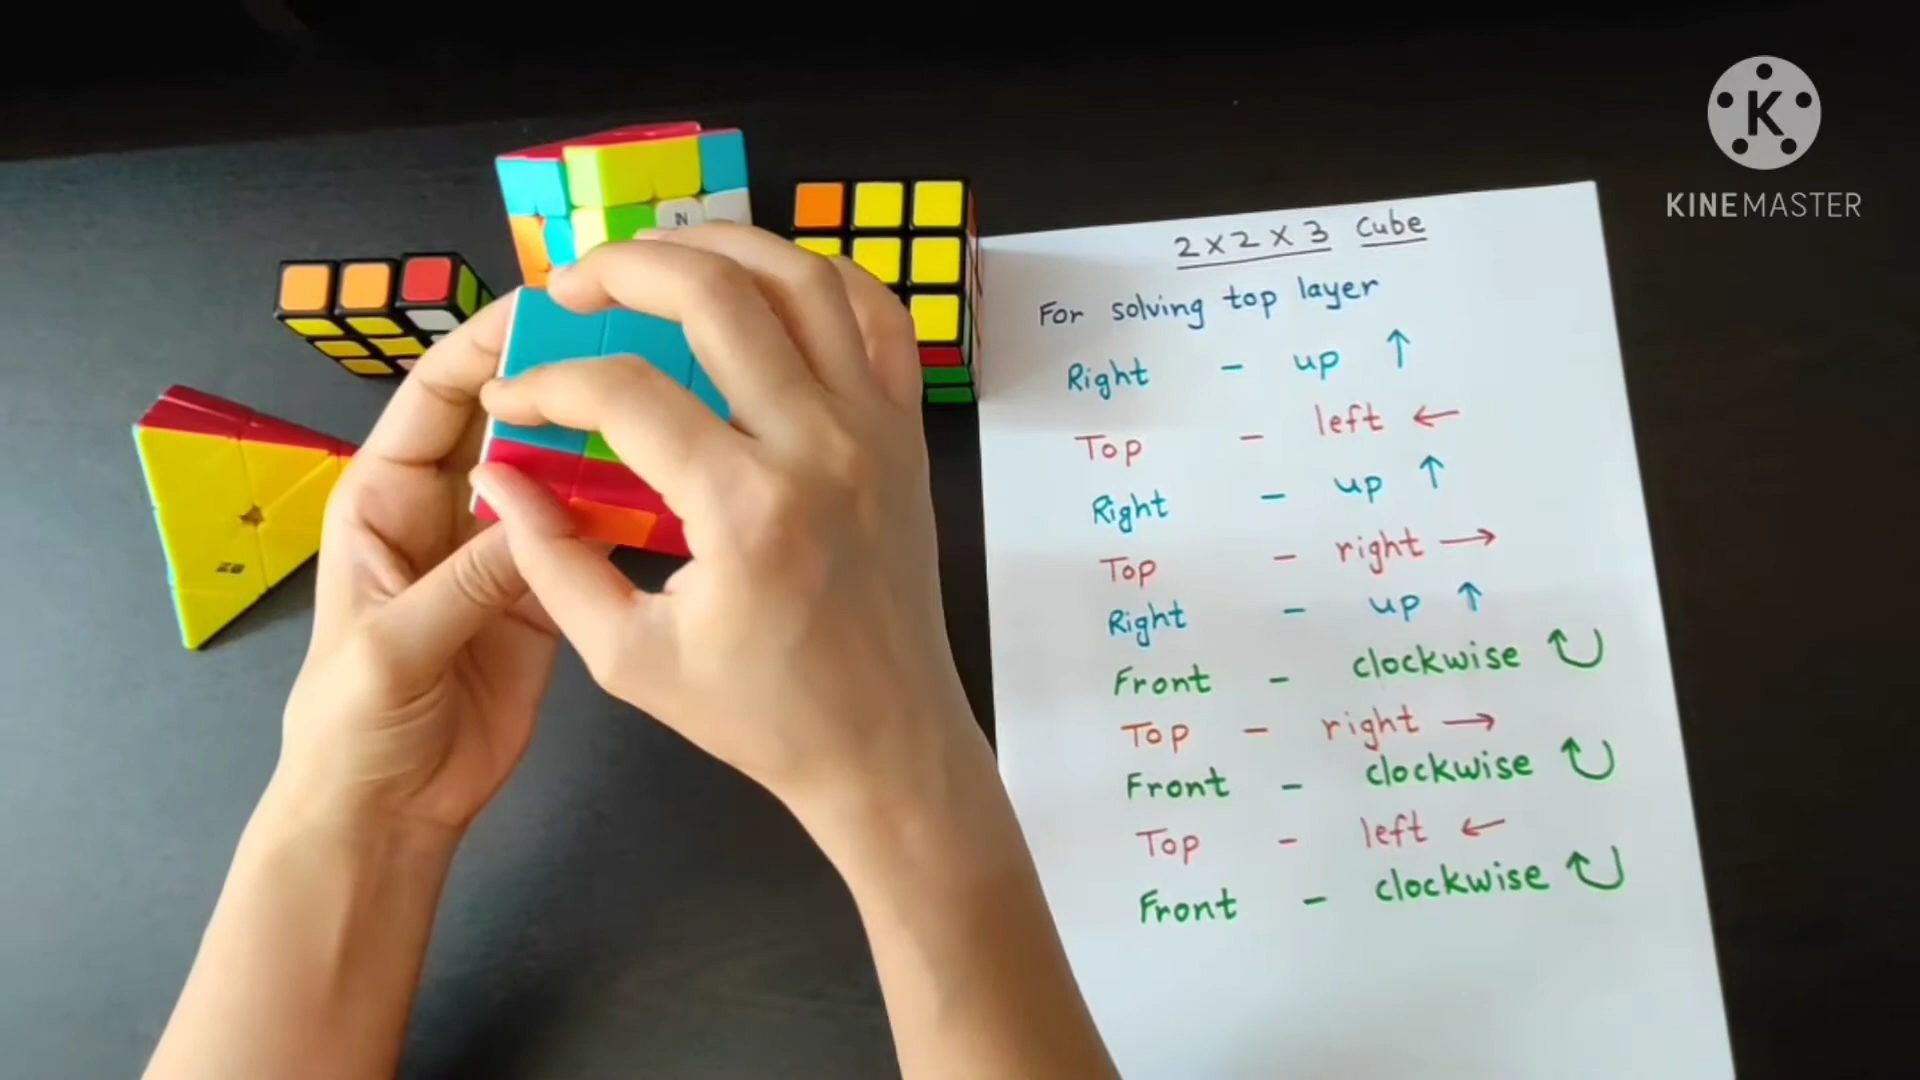 K
KINEMASTER
2x2x3 Cube
For solving top layer
Right - up ↑
Top - left ←
Right - up ↑
Top - right →
Right - up ↑
Front - clockwise ↻
Top - right →
Front - clockwise ↻
Top - left ←
Front - clockwise ↻